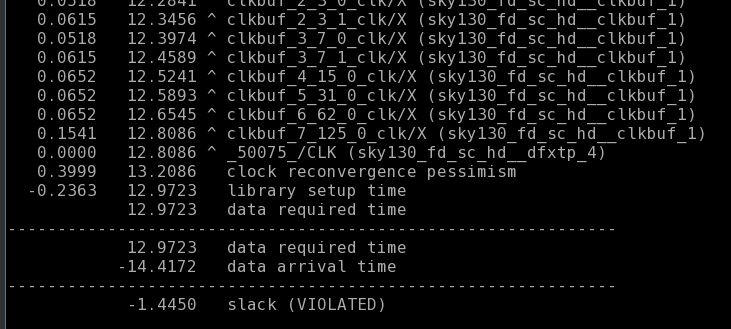 0.0518 12.2841 ^ clkbuf_2_3_0_clk/X (sky130_fd_sc_hd__clkbuf_1)
0.0615 12.3456 ^ clkbuf_2_3_1_clk/X (sky130_fd_sc_hd__clkbuf_1)
0.0518 12.3974 ^ clkbuf_3_7_0_clk/X (sky130_fd_sc_hd__clkbuf_1)
0.0615 12.4589 ^ clkbuf_3_7_1_clk/X (sky130_fd_sc_hd__clkbuf_1)
0.0652 12.5241 ^ clkbuf_4_15_0_clk/X (sky130_fd_sc_hd__clkbuf_1)
0.0652 12.5893 ^ clkbuf_5_31_0_clk/X (sky130_fd_sc_hd__clkbuf_1)
0.0652 12.6545 ^ clkbuf_6_62_0_clk/X (sky130_fd_sc_hd__clkbuf_1)
0.1541 12.8086 ^ clkbuf_7_125_0_clk/X (sky130_fd_sc_hd__clkbuf_1)
0.0000 12.8086 ^ _50075_/CLK (sky130_fd_sc_hd__dfxtp_4)
0.3999 13.2086 clock reconvergence pessimism
-0.2363 12.9723 library setup time
12.9723 data required time
-------------------------------------------------------------
12.9723 data required time
-14.4172 data arrival time
-------------------------------------------------------------
-1.4450 slack (VIOLATED)